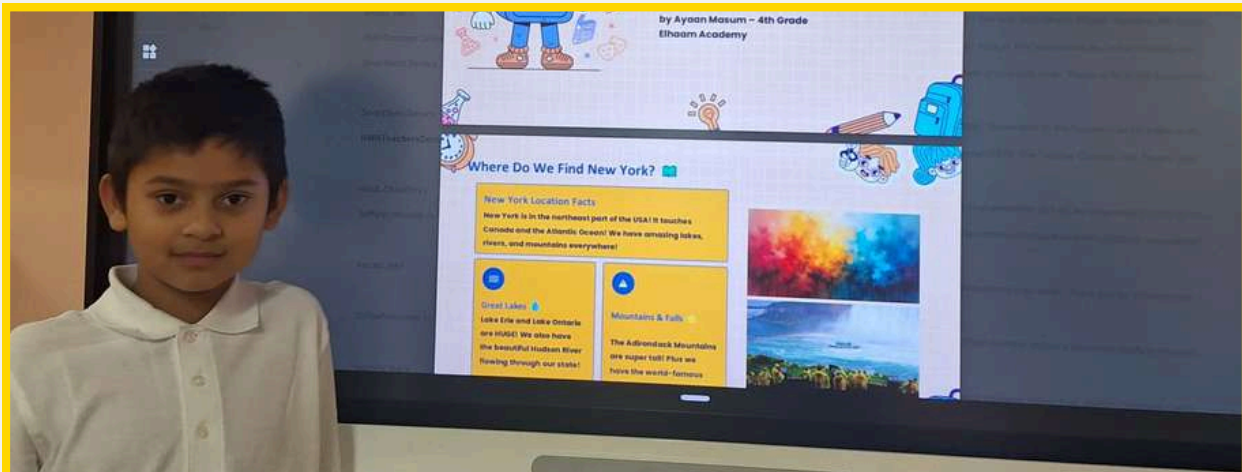 by Ayaan Masum – 4th Grade
Elhaam Academy
Where Do We Find New York?
New York Location Facts
New York is in the northeast part of the USA! It touches
Canada and the Atlantic Ocean! We have amazing lakes,
rivers, and mountains everywhere!
Great Lakes
Lake Erie and Lake Ontario
are HUGE! We also have
the beautiful Hudson River
flowing through our state!
Mountains & Falls
The Adirondack Mountains
are super tall! Plus we
have the world-famous